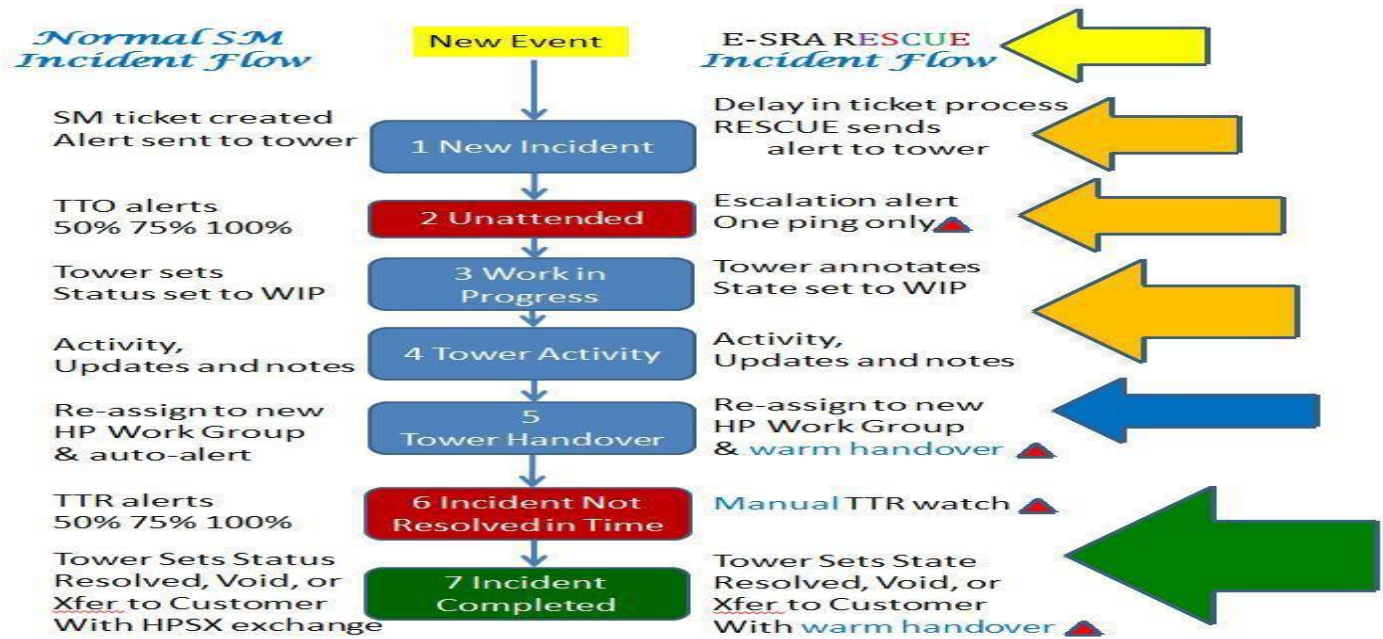 Normal SM
Incident Flow
New Event
E-SRA RESCUE
Incident Flow
SM ticket created
Alert sent to tower
1 New Incident
Delay in ticket process
RESCUE sends
alert to tower
TTO alerts
50% 75% 100%
2 Unattended
Escalation alert
One ping only
Tower sets
Status set to WIP
3 Work in
Progress
Tower annotates
State set to WIP
Activity,
Updates and notes
4 Tower Activity
Activity,
Updates and notes
Re-assign to new
HP Work Group
& auto-alert
5
Tower Handover
Re-assign to new
HP Work Group
& warm handover
TTR alerts
50% 75% 100%
6 Incident Not
Resolved in Time
Manual TTR watch
Tower Sets Status
Resolved, Void, or
Xfer to Customer
With HPSX exchange
7 Incident
Completed
Tower Sets State
Resolved, Void, or
Xfer to Customer
With warm handover